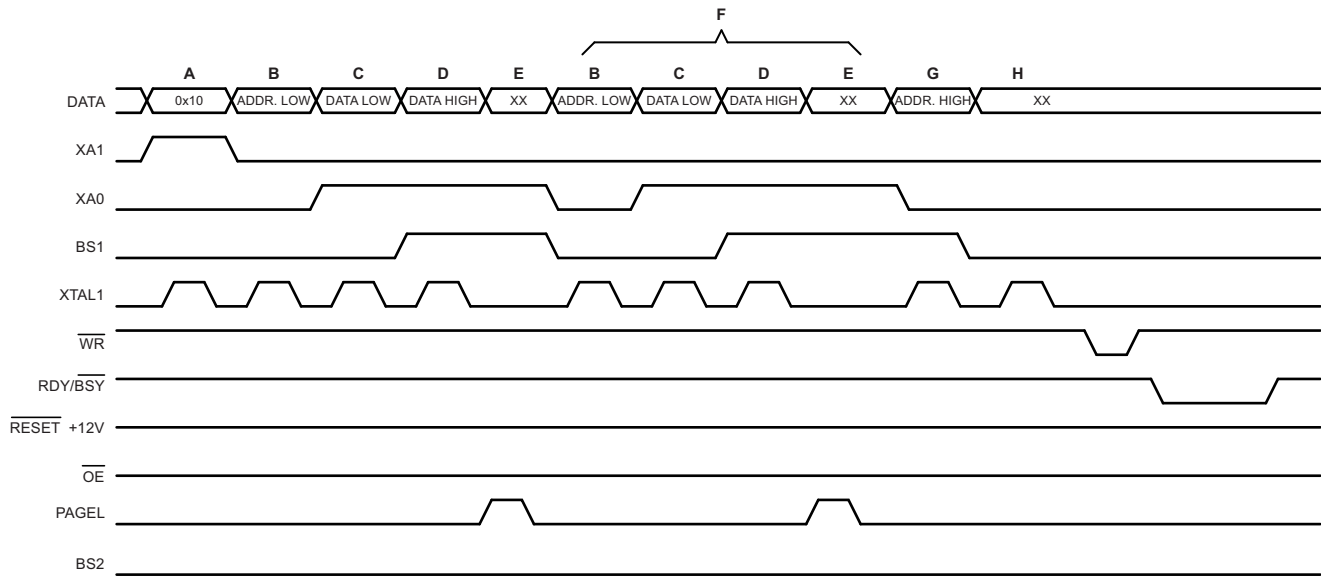 F
A B C D E B C D E G H
DATA 0x10 ADDR. LOW DATA LOW DATA HIGH XX ADDR. LOW DATA LOW DATA HIGH XX ADDR. HIGH XX
XA1
XA0
BS1
XTAL1
WR
RDY/BSY
RESET +12V
OE
PAGEL
BS2